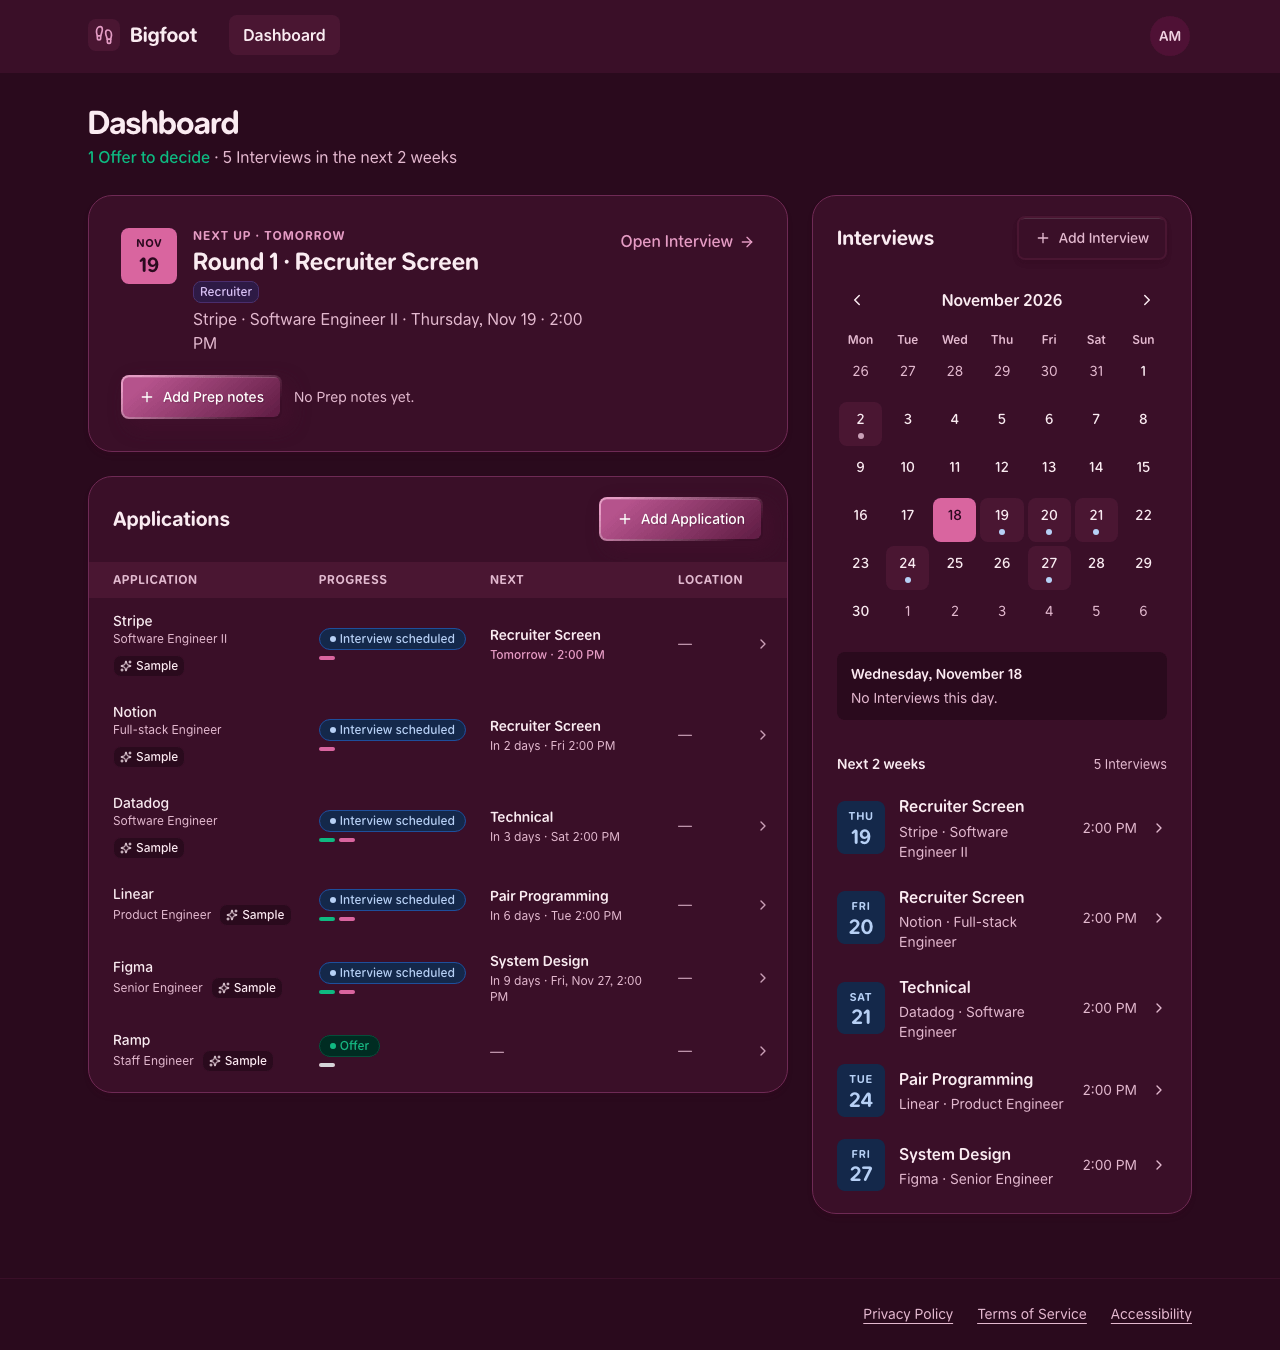 Bigfoot
Dashboard
AM
Dashboard
1 Offer to decide · 5 Interviews in the next 2 weeks
NOV
19
NEXT UP · TOMORROW
Round 1 · Recruiter Screen
Recruiter
Stripe · Software Engineer II · Thursday, Nov 19 · 2:00
PM
Open Interview →
+ Add Prep notes
No Prep notes yet.
Applications
+ Add Application
APPLICATION PROGRESS NEXT LOCATION
Stripe
Software Engineer II
Sample
Interview scheduled
Recruiter Screen
Tomorrow · 2:00 PM
—
Notion
Full-stack Engineer
Sample
Interview scheduled
Recruiter Screen
In 2 days · Fri 2:00 PM
—
Datadog
Software Engineer
Sample
Interview scheduled
Technical
In 3 days · Sat 2:00 PM
—
Linear
Product Engineer Sample
Interview scheduled
Pair Programming
In 6 days · Tue 2:00 PM
—
Figma
Senior Engineer Sample
Interview scheduled
System Design
In 9 days · Fri, Nov 27, 2:00
PM
—
Ramp
Staff Engineer Sample
Offer
—
—
Interviews
+ Add Interview
November 2026
Mon Tue Wed Thu Fri Sat Sun
26 27 28 29 30 31 1
2 3 4 5 6 7 8
9 10 11 12 13 14 15
16 17 18 19 20 21 22
23 24 25 26 27 28 29
30 1 2 3 4 5 6
Wednesday, November 18
No Interviews this day.
Next 2 weeks
5 Interviews
THU
19
Recruiter Screen
Stripe · Software
Engineer II
2:00 PM
FRI
20
Recruiter Screen
Notion · Full-stack
Engineer
2:00 PM
SAT
21
Technical
Datadog · Software
Engineer
2:00 PM
TUE
24
Pair Programming
Linear · Product Engineer
2:00 PM
FRI
27
System Design
Figma · Senior Engineer
2:00 PM
Privacy Policy Terms of Service Accessibility